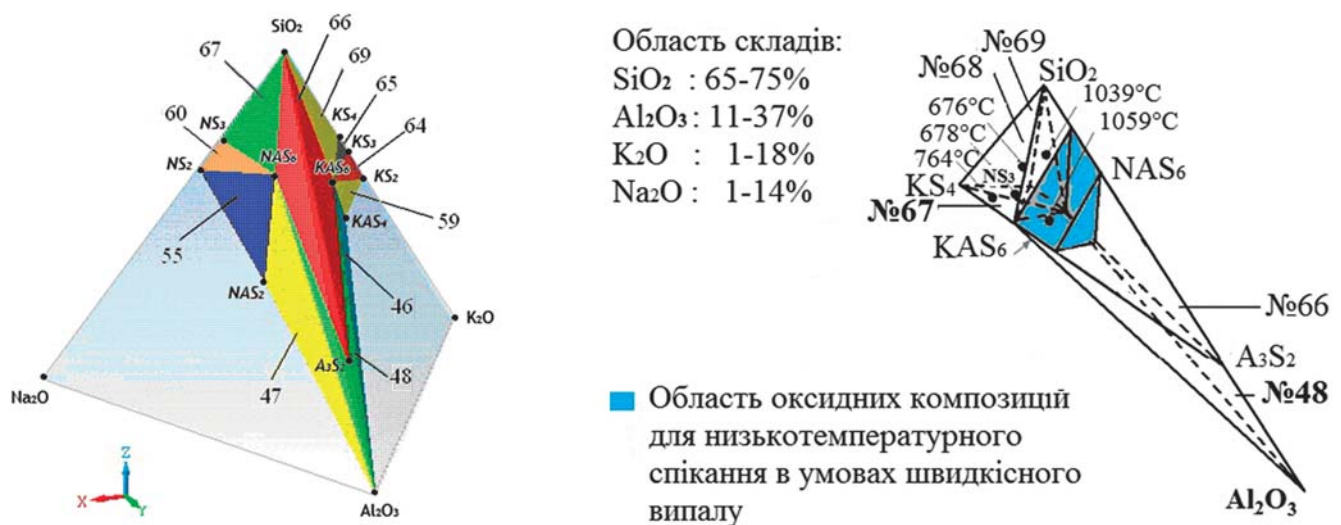 SiO₂
66
67
69
65
60
KS₄
64
NS₃
KS₃
NS₂
NAS₆
KAS₆
KS₂
59
KAS₄
55
NAS₂
46
K₂O
A₃S₂
48
Na₂O
47
Z
X
Y
Al₂O₃
Область складів:
SiO₂ : 65-75%
Al₂O₃ : 11-37%
K₂O : 1-18%
Na₂O : 1-14%
№69
№68
SiO₂
676°C
1039°C
678°C
1059°C
764°C
NAS₆
KS₄
NS₃
№67
KAS₆
№66
A₃S₂
№48
Al₂O₃
Область оксидних композицій
для низькотемпературного
спікання в умовах швидкісного
випалу